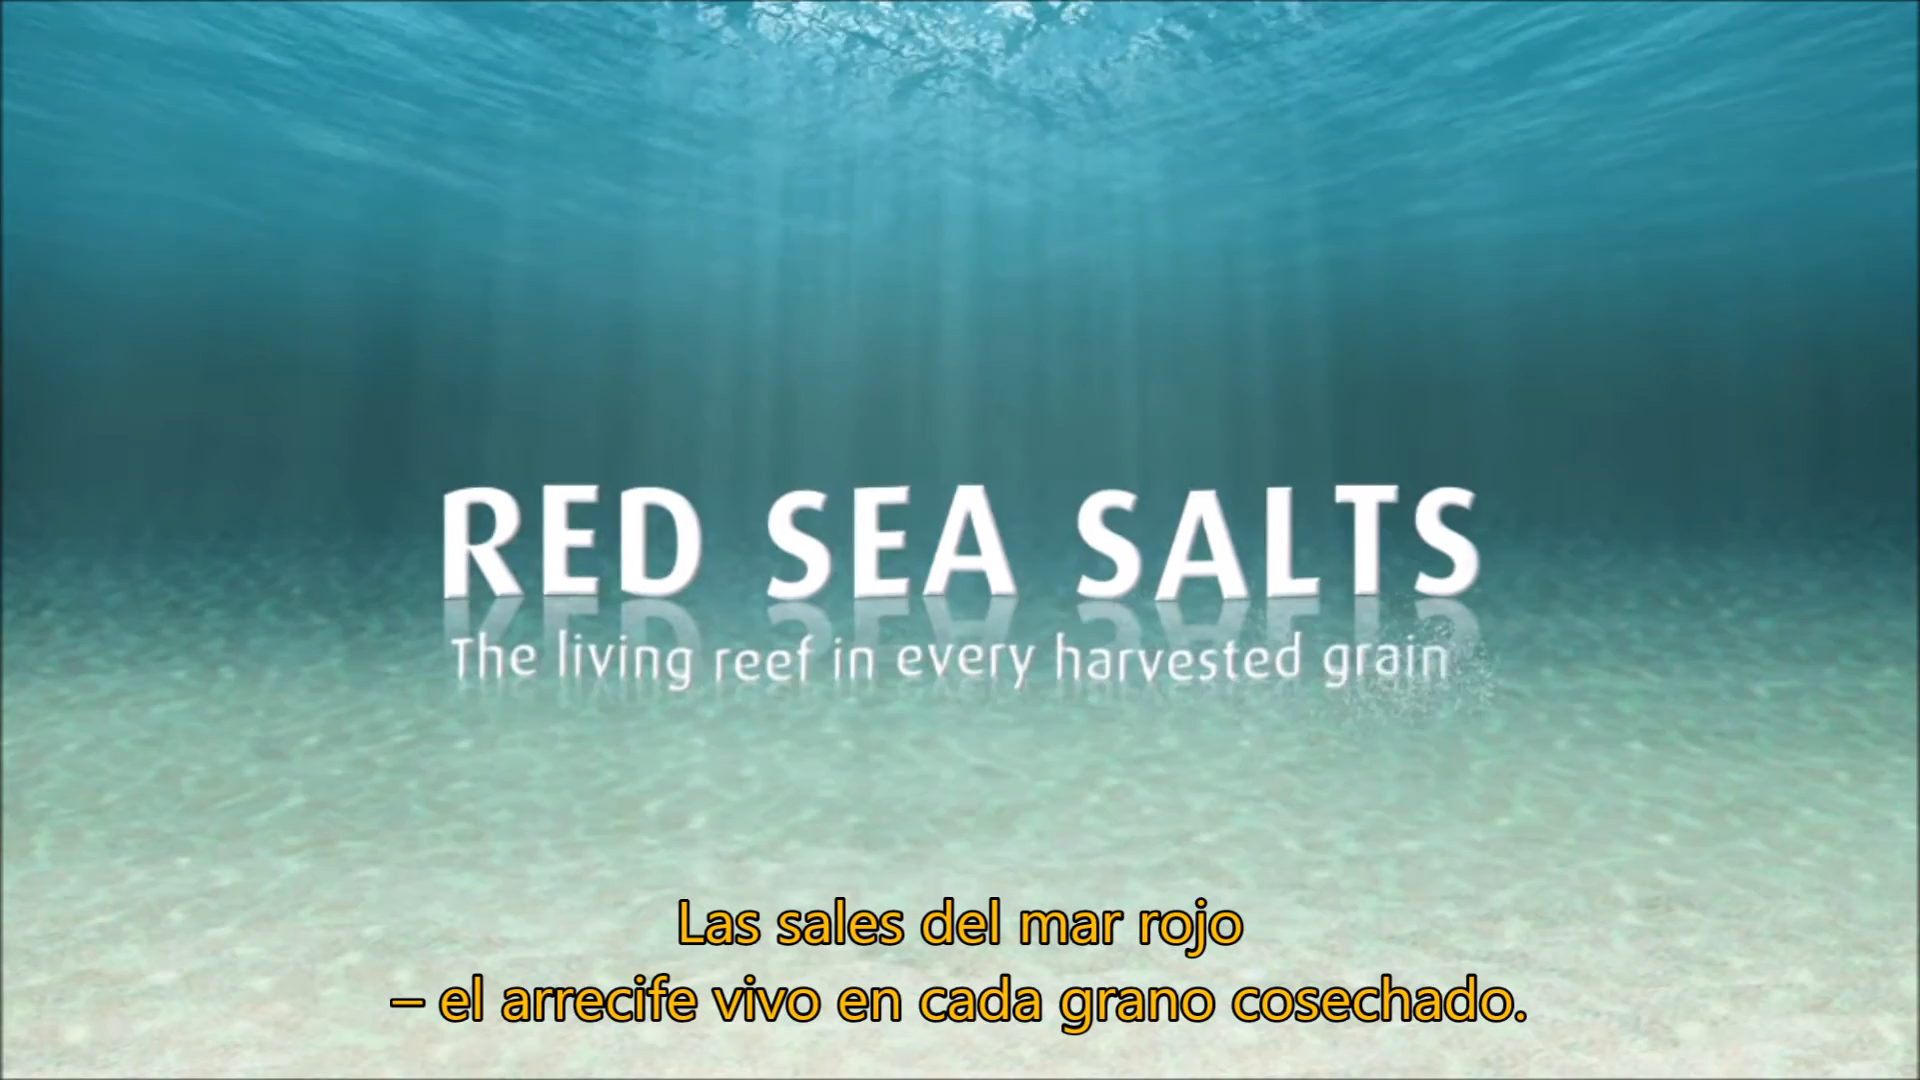 RED SEA SALTS
The living reef in every harvested grain
Las sales del mar rojo
– el arrecife vivo en cada grano cosechado.